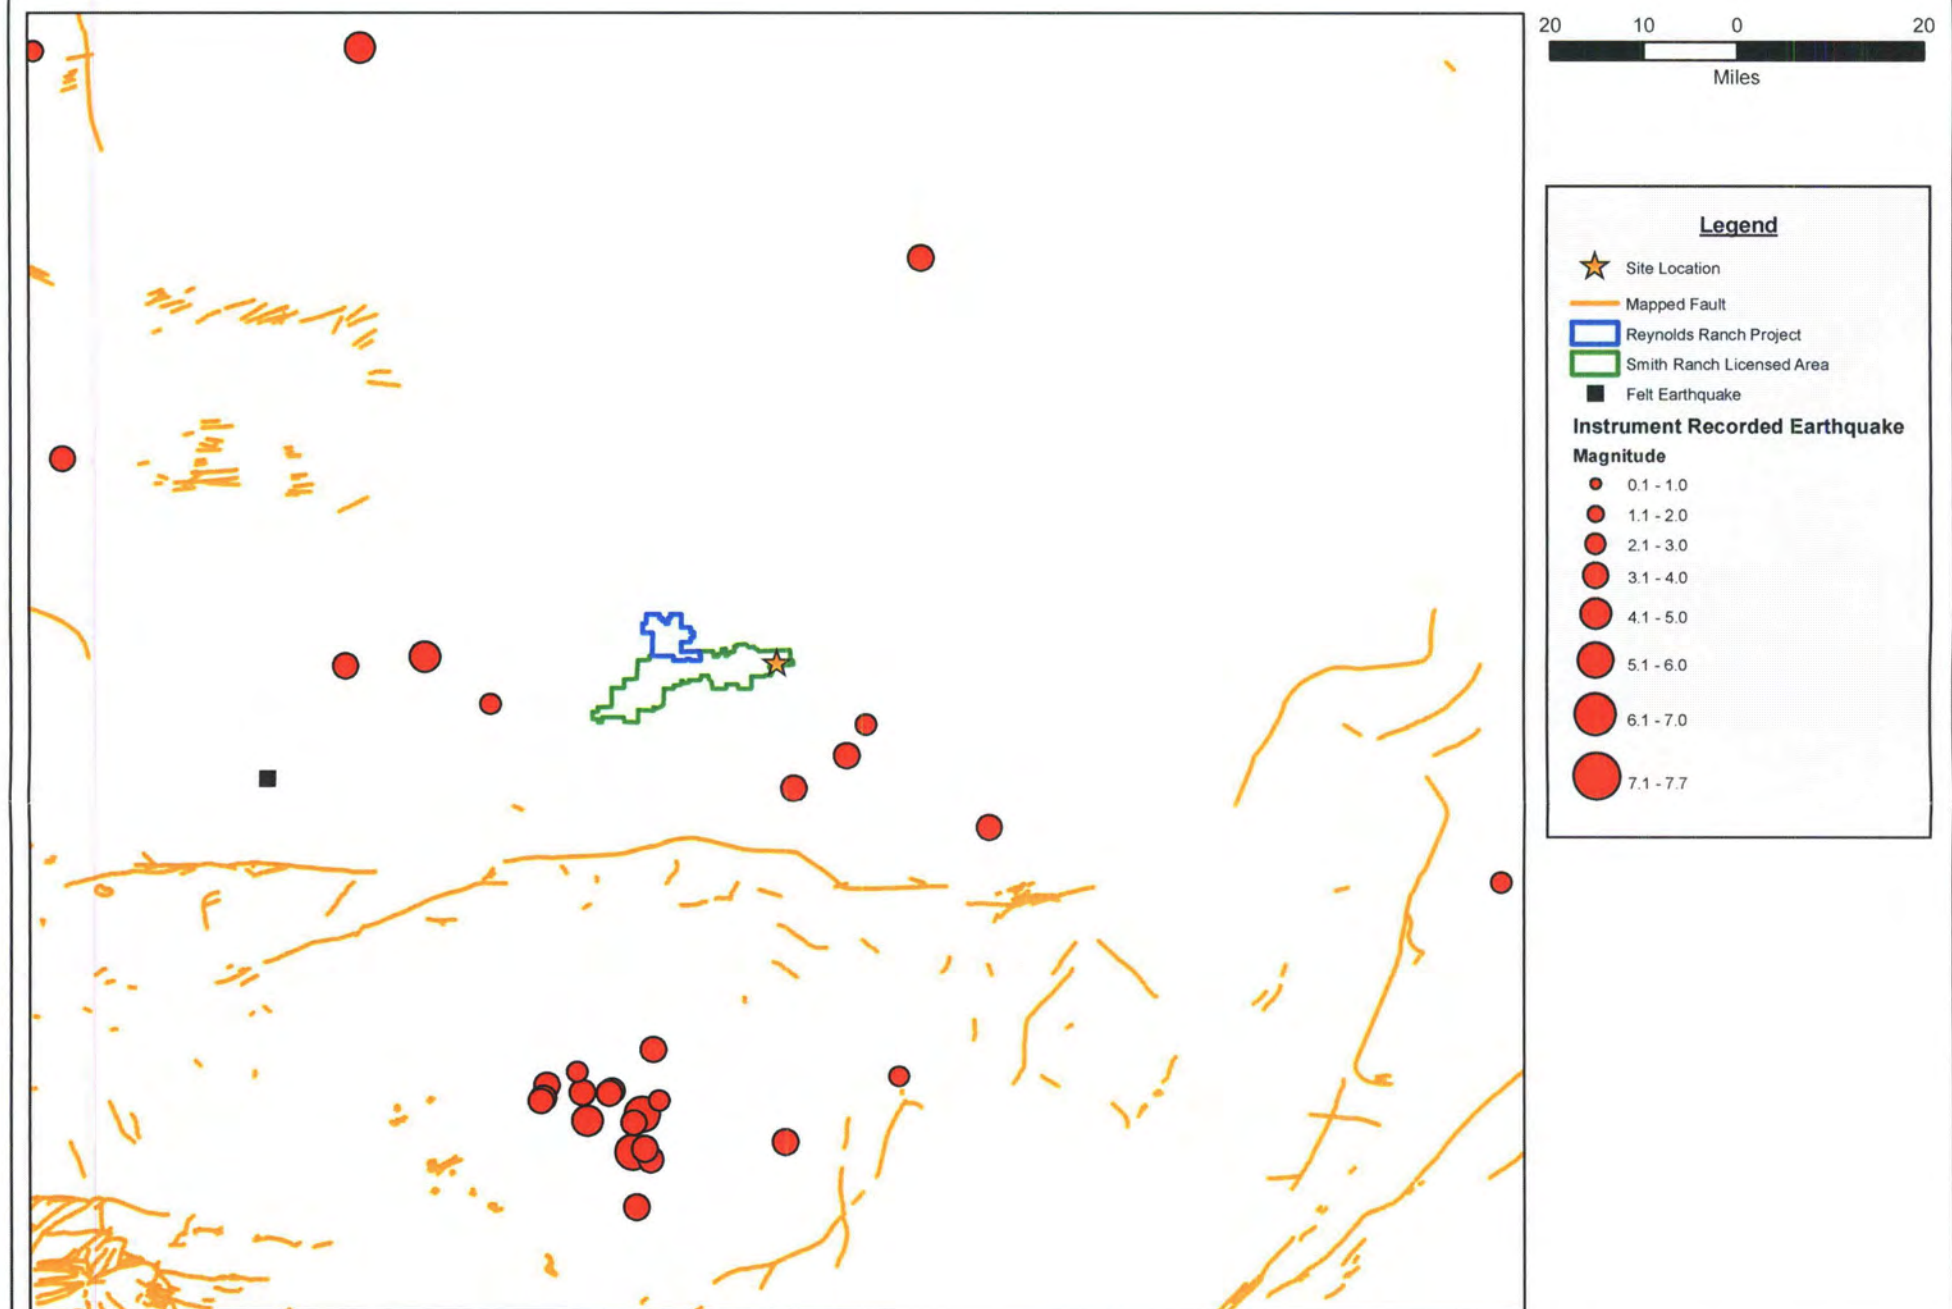 20 10 0 20
Miles
Legend
Site Location
Mapped Fault
Reynolds Ranch Project
Smith Ranch Licensed Area
Felt Earthquake
Instrument Recorded Earthquake
Magnitude
0.1 - 1.0
1.1 - 2.0
2.1 - 3.0
3.1 - 4.0
4.1 - 5.0
5.1 - 6.0
6.1 - 7.0
7.1 - 7.7